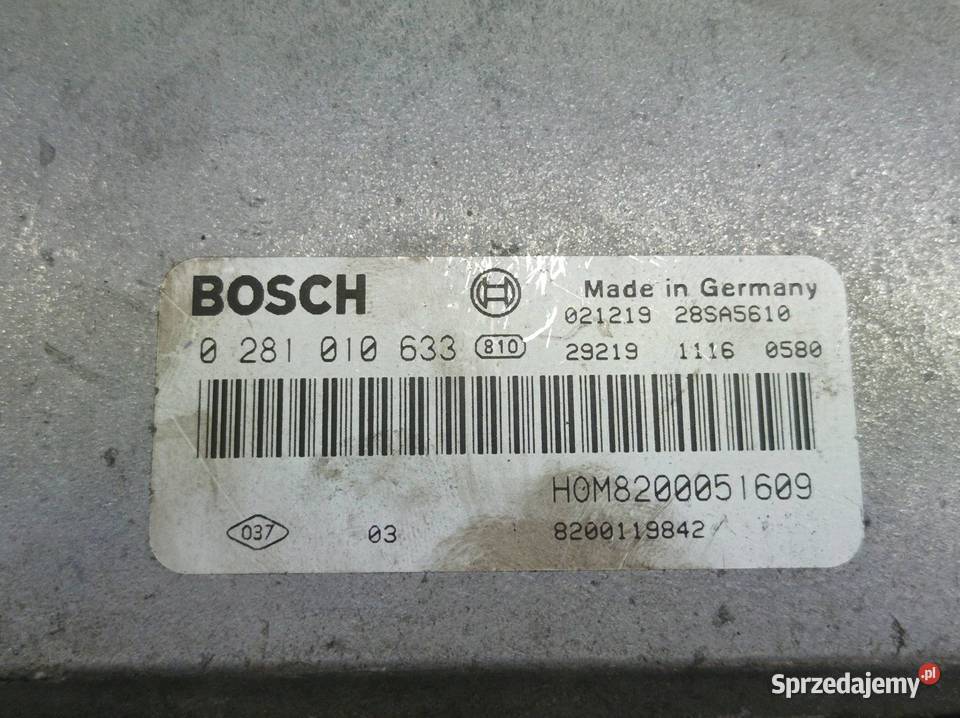 BOSCH
Made in Germany
021219 28SA5610
0 281 010 633 810 29219 1116 0580
HOM8200051609
037 03 8200119842
Sprzedajemy.pl